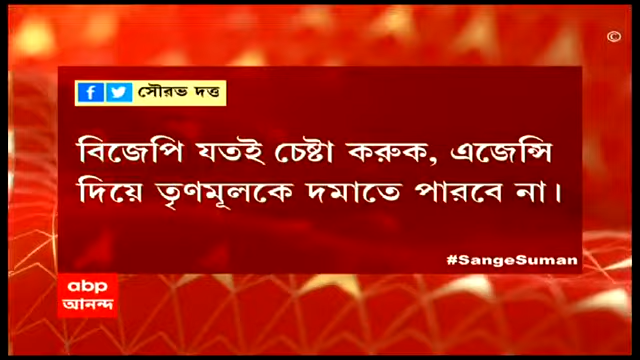 ©
সৌরভ দত্ত
বিজেপি যতই চেষ্টা করুক, এজেন্সি
দিয়ে তৃণমূলকে দমাতে পারবে না।
#SangeSuman
abp
আনন্দ